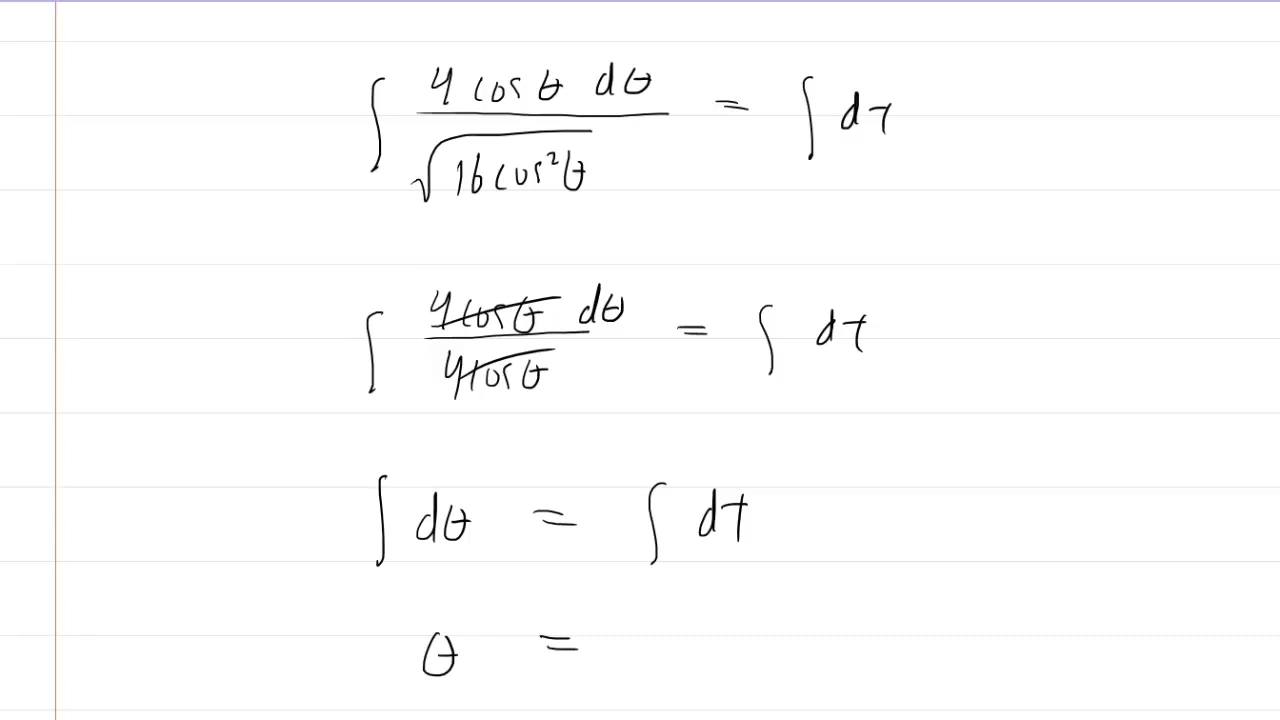 ∫ 4 cos θ dθ / √(16 cos²θ) = ∫ dt
∫ 4 cos θ dθ / 4 cos θ = ∫ dt
∫ dθ = ∫ dt
θ =